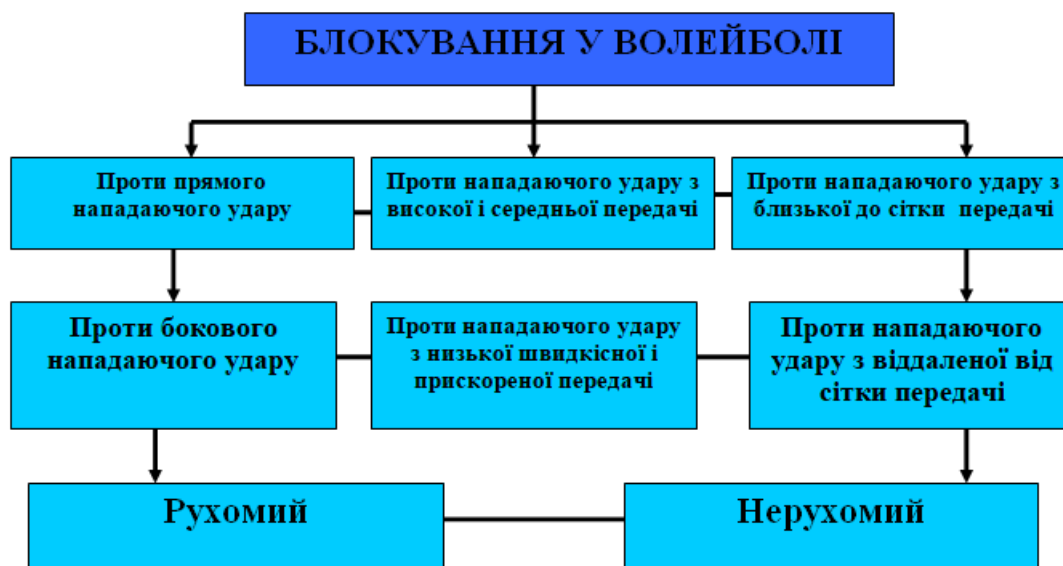 БЛОКУВАННЯ У ВОЛЕЙБОЛІ
Проти прямого
нападаючого удару
Проти нападаючого удару з
високої і середньої передачі
Проти нападаючого удару з
близької до сітки передачі
Проти бокового
нападаючого удару
Проти нападаючого удару
з низької швидкісної і
прискореної передачі
Проти нападаючого
удару з віддаленої від
сітки передачі
Рухомий
Нерухомий